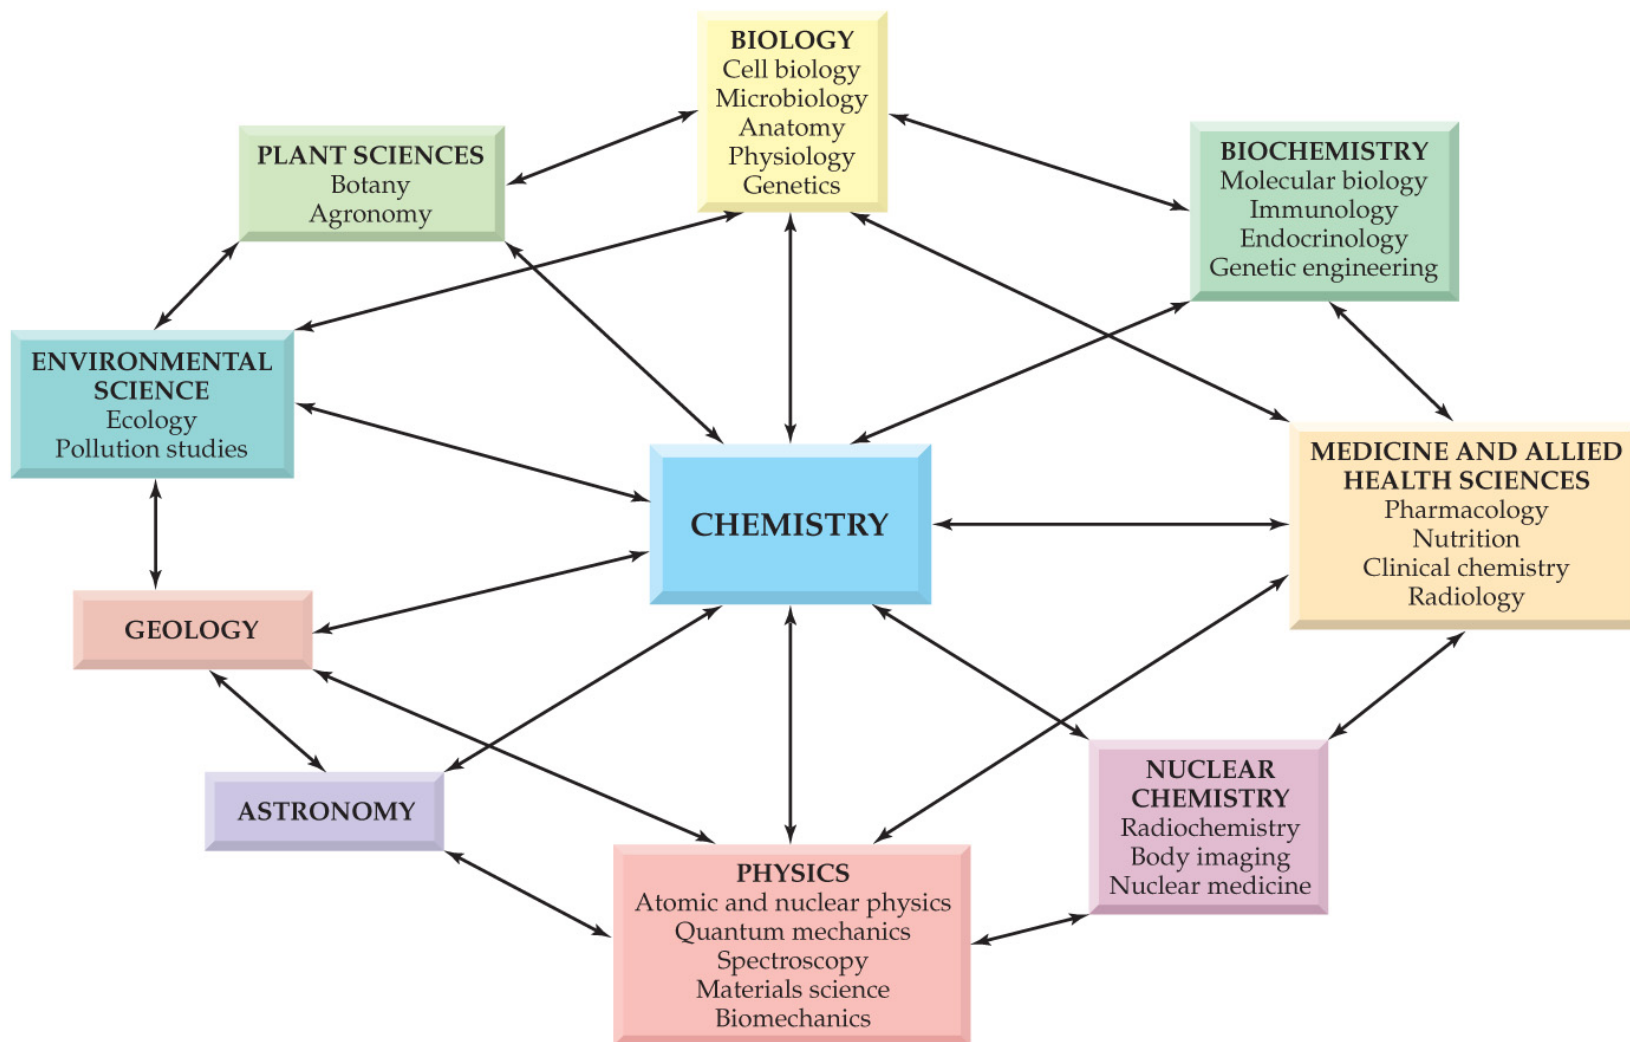 BIOLOGY
Cell biology
Microbiology
Anatomy
Physiology
Genetics
PLANT SCIENCES
Botany
Agronomy
BIOCHEMISTRY
Molecular biology
Immunology
Endocrinology
Genetic engineering
ENVIRONMENTAL
SCIENCE
Ecology
Pollution studies
CHEMISTRY
MEDICINE AND ALLIED
HEALTH SCIENCES
Pharmacology
Nutrition
Clinical chemistry
Radiology
GEOLOGY
ASTRONOMY
NUCLEAR
CHEMISTRY
Radiochemistry
Body imaging
Nuclear medicine
PHYSICS
Atomic and nuclear physics
Quantum mechanics
Spectroscopy
Materials science
Biomechanics